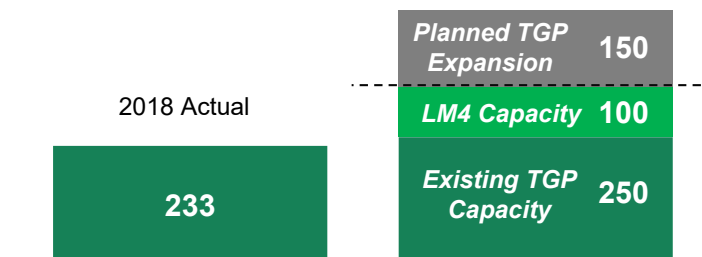 Planned TGP
Expansion 150
2018 Actual
LM4 Capacity 100
233
Existing TGP
Capacity 250